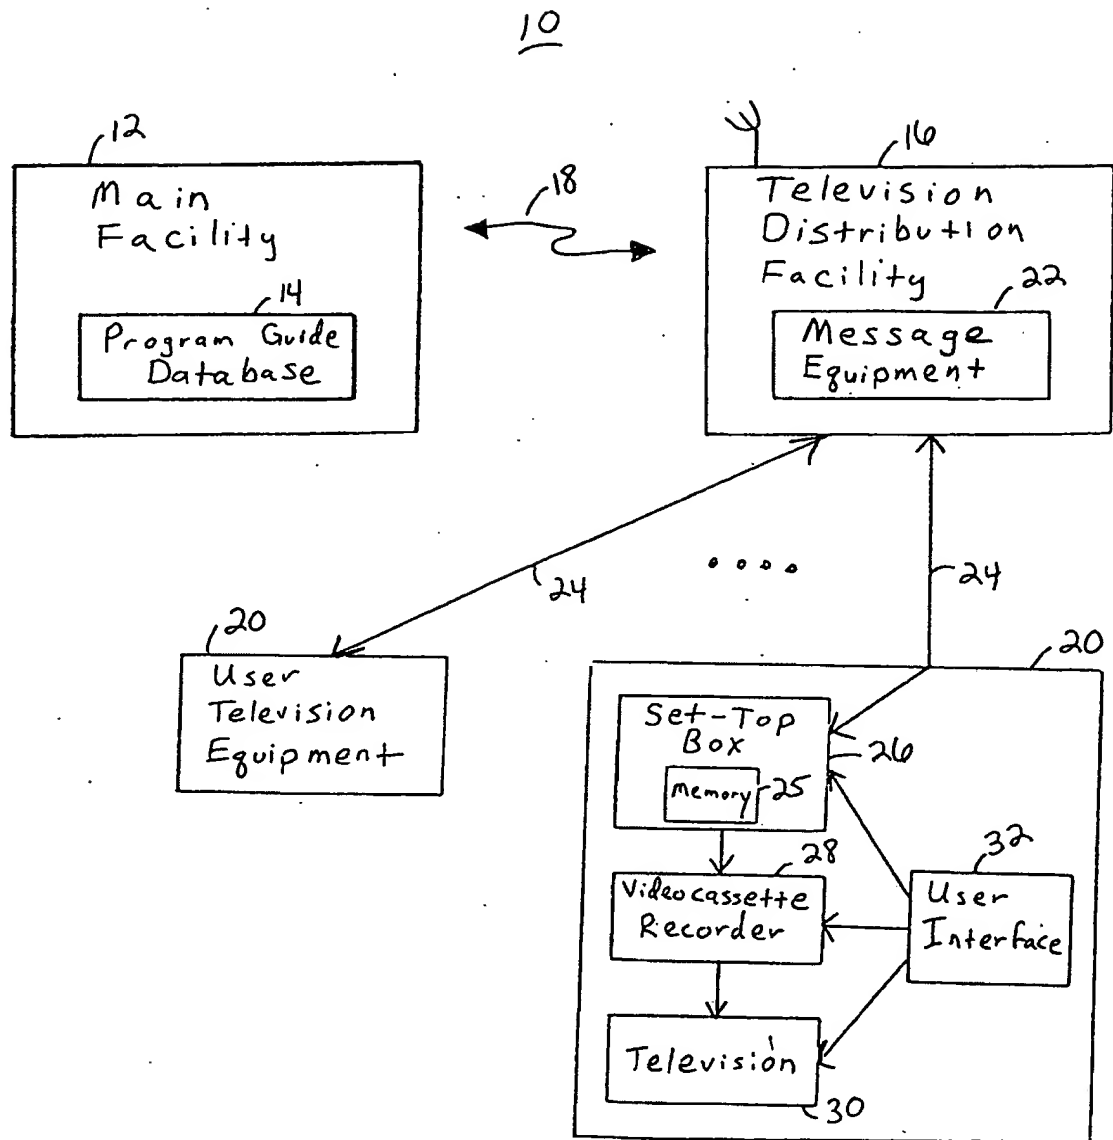 10
12
Main
Facility
14
Program Guide
Database
18
16
Television
Distribution
Facility
22
Message
Equipment
24
24
20
User
Television
Equipment
20
Set-Top
Box
26
memory
25
28
Videocassette
Recorder
32
User
Interface
Television
30